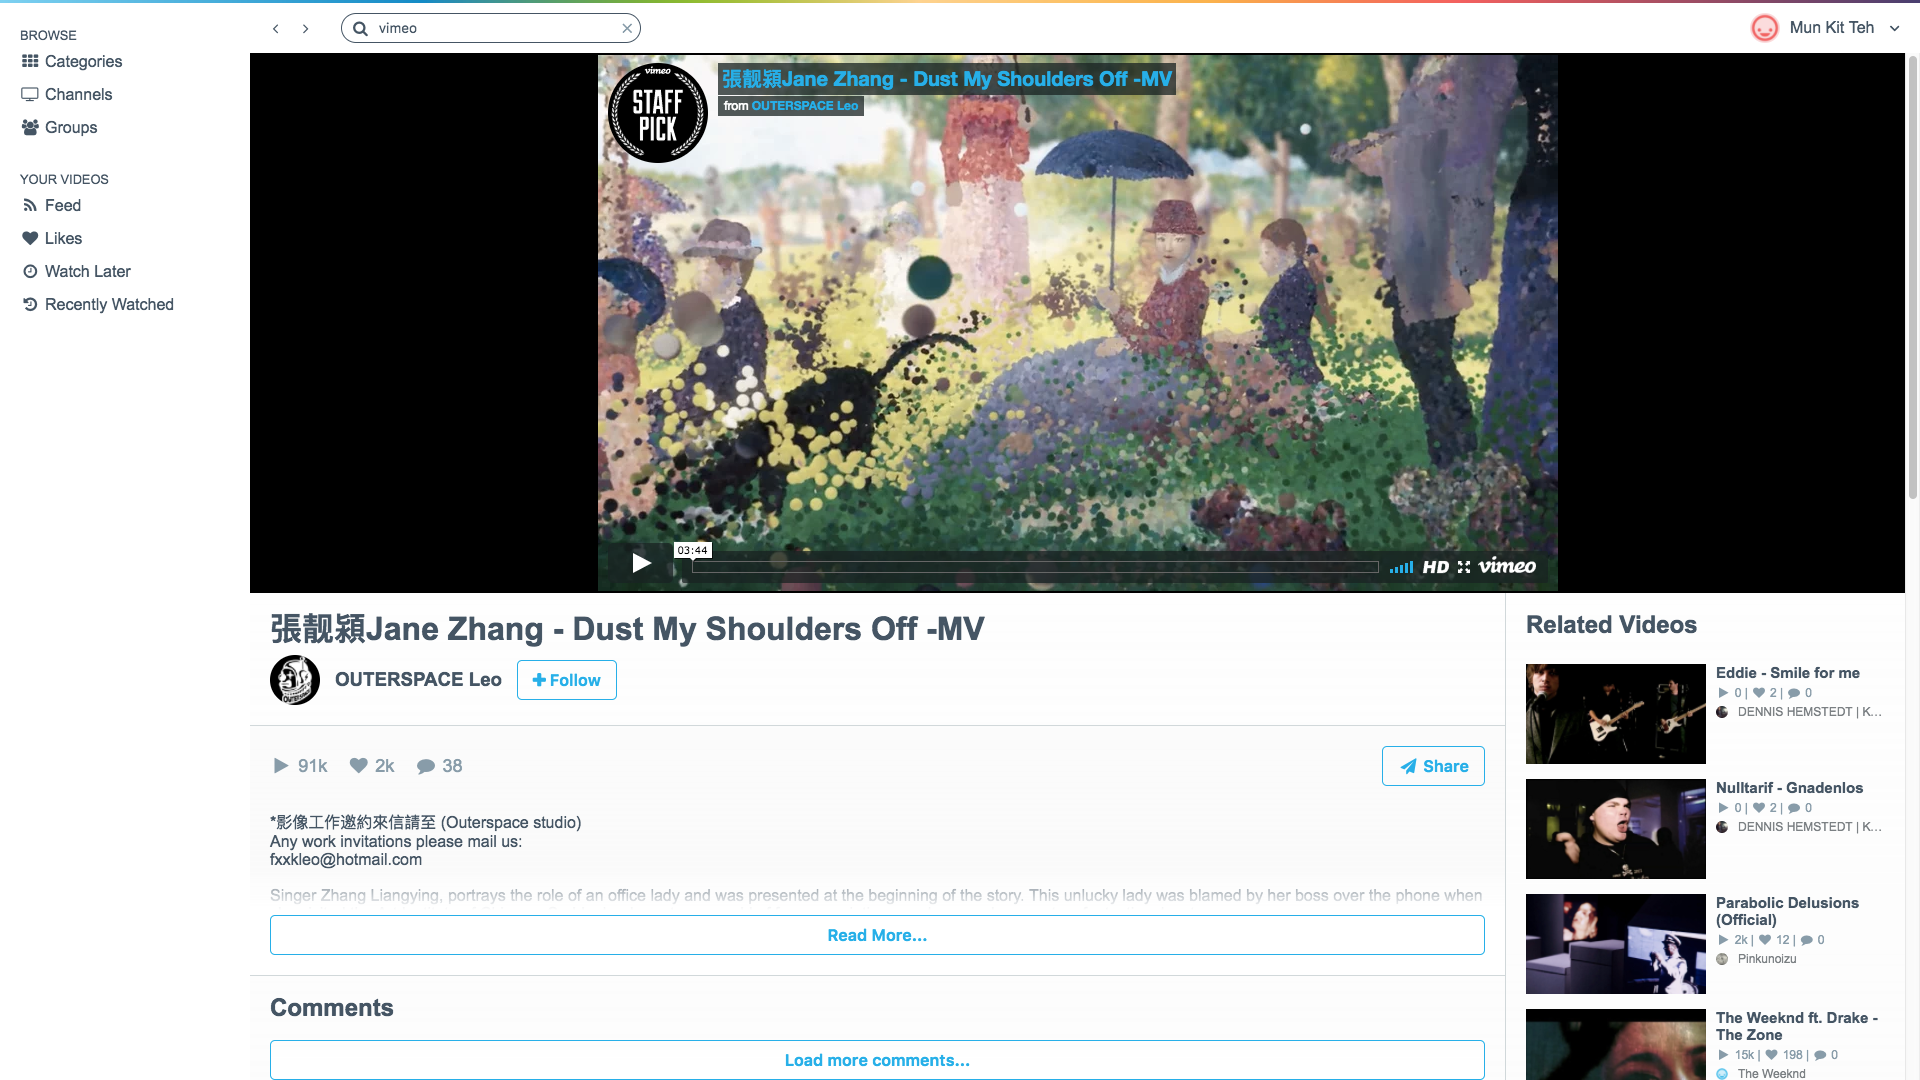 BROWSE
Categories
Channels
Groups
YOUR VIDEOS
Feed
Likes
Watch Later
Recently Watched
vimeo
Mun Kit Teh
vimeo
STAFF
PICK
張靓穎Jane Zhang - Dust My Shoulders Off -MV
from OUTERSPACE Leo
03:44
HD
vimeo
張靓穎Jane Zhang - Dust My Shoulders Off -MV
OUTERSPACE Leo
Follow
91k 2k 38
Share
*影像工作邀約來信請至 (Outerspace studio)
Any work invitations please mail us:
fxxkleo@hotmail.com
Singer Zhang Liangying, portrays the role of an office lady and was presented at the beginning of the story. This unlucky lady was blamed by her boss over the phone when
Read More...
Comments
Load more comments...
Related Videos
Eddie - Smile for me
0 | 2 | 0
DENNIS HEMSTEDT | K...
Nulltarif - Gnadenlos
0 | 2 | 0
DENNIS HEMSTEDT | K...
Parabolic Delusions
(Official)
2k | 12 | 0
Pinkunoizu
The Weeknd ft. Drake -
The Zone
15k | 198 | 0
The Weeknd